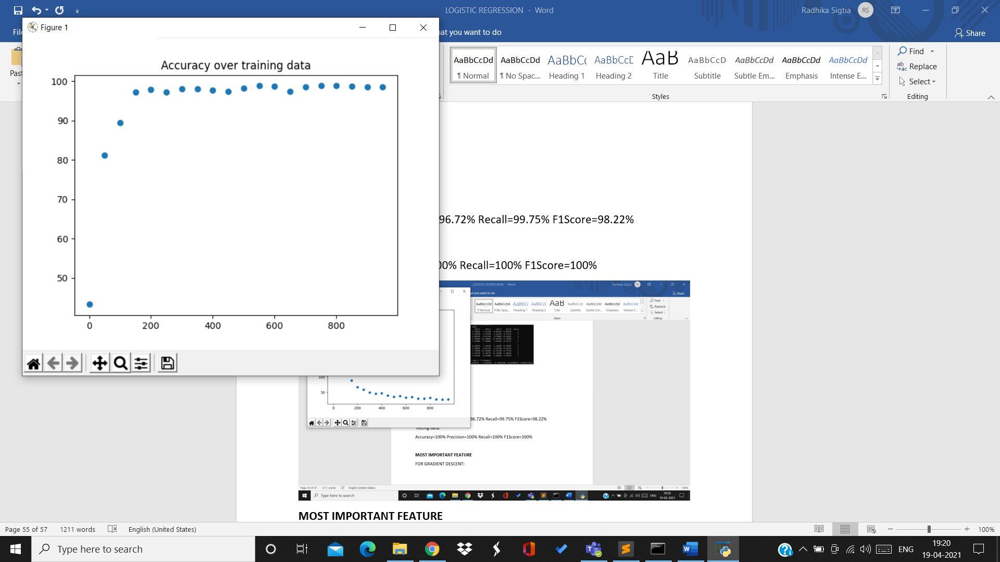 LOGISTIC REGRESSION - Word
Radhika Sigtia
RS
Figure 1
hat you want to do
Share
Accuracy over training data
100
90
80
70
60
50
0 200 400 600 800
Past
AaBbCcDd AaBbCcDd AaBbCc AaBbCcC AaB AaBbCcD AaBbCcDd AaBbCcDd AaBbCcDd
¶ Normal ¶ No Spac... Heading 1 Heading 2 Title Subtitle Subtle Em... Emphasis Intense E...
Styles
Find
Replace
Select
Editing
96.72% Recall=99.75% F1Score=98.22%
00% Recall=100% F1Score=100%
LOGISTIC REGRESSION - Word
Radhika Sigtia
at you want to do
Share
AaBbCcDd AaBbCcDd AaBbCc AaBbCcC AaB AaBbCcD AaBbCcDd AaBbCcDd AaBbCcDd
¶ Normal ¶ No Spac... Heading 1 Heading 2 Title Subtitle Subtle Em... Emphasis Intense E...
Styles
Find
Replace
Select
Editing
100
50
0 200 400 600 800
96.72% Recall=99.75% F1Score=98.22%
Testing data:
Accuracy=100% Precision=100% Recall=100% F1Score=100%
MOST IMPORTANT FEATURE
FOR GRADIENT DESCENT:
Page 55 of 57 1211 words English (United States) 100%
Type here to search
ENG
19:20
19-04-2021
MOST IMPORTANT FEATURE
Page 55 of 57 1211 words English (United States) 100%
Type here to search
ENG
19:20
19-04-2021